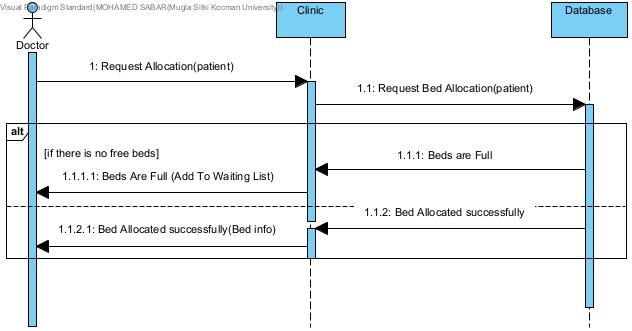 Visual Paradigm Standard(MOHAMED SABAR(Mugla Sitki Kocman University))
Clinic
Database
Doctor
1: Request Allocation(patient)
1.1: Request Bed Allocation(patient)
alt
[if there is no free beds]
1.1.1: Beds are Full
1.1.1.1: Beds Are Full (Add To Waiting List)
1.1.2: Bed Allocated successfully
1.1.2.1: Bed Allocated successfully(Bed info)